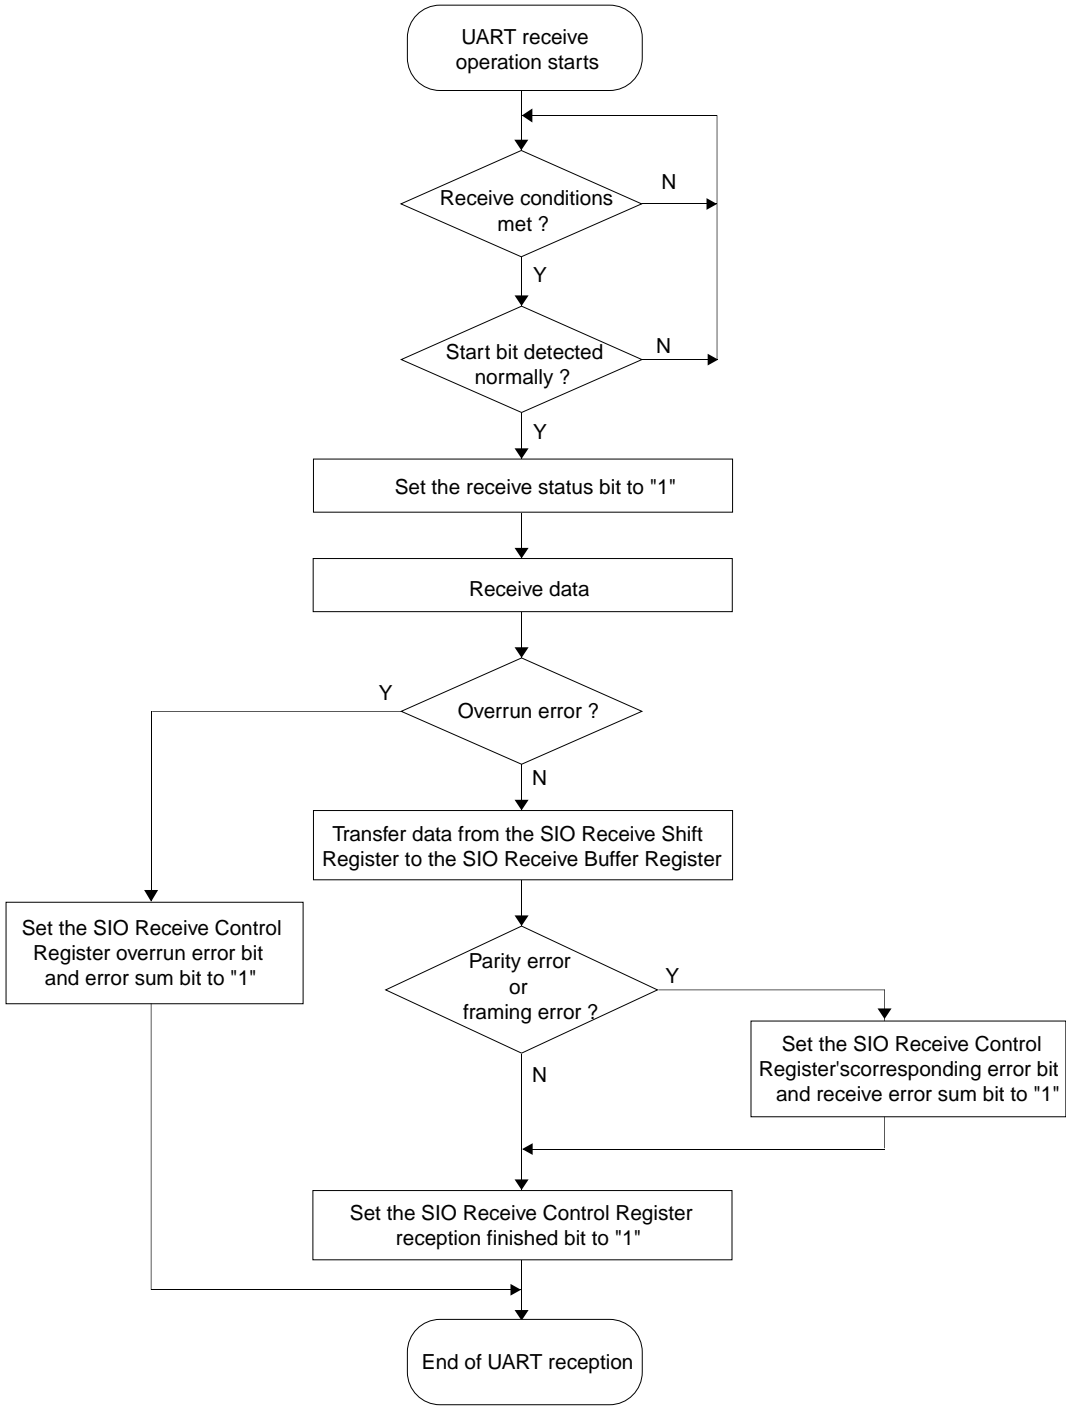 UART receive
operation starts
Receive conditions
met ?
N
Y
Start bit detected
normally ?
N
Y
Set the receive status bit to "1"
Receive data
Overrun error ?
Y
N
Transfer data from the SIO Receive Shift
Register to the SIO Receive Buffer Register
Set the SIO Receive Control
Register overrun error bit
and error sum bit to "1"
Parity error
or
framing error ?
Y
N
Set the SIO Receive Control
Register'scorresponding error bit
and receive error sum bit to "1"
Set the SIO Receive Control Register
reception finished bit to "1"
End of UART reception